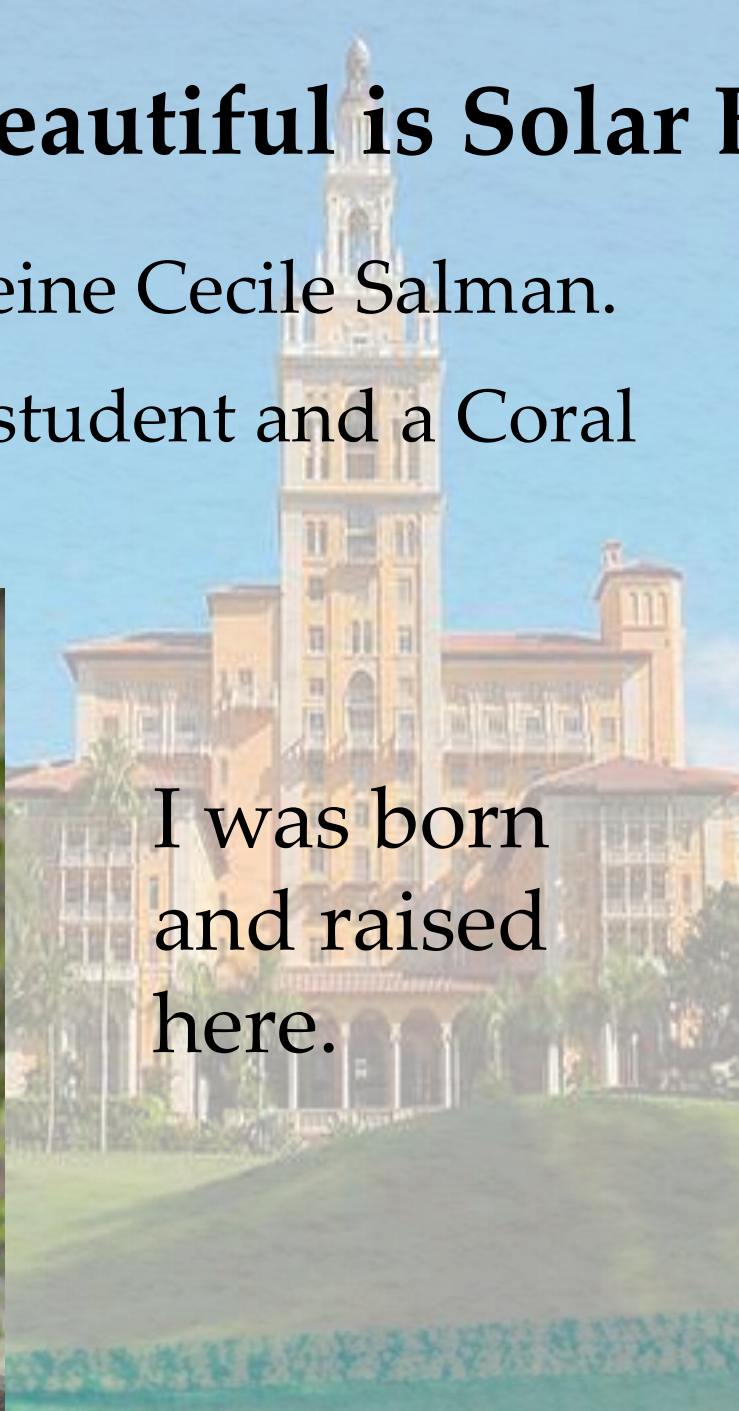 eautiful is Solar
eine Cecile Salman.
student and a Coral
I was born
and raised
here.